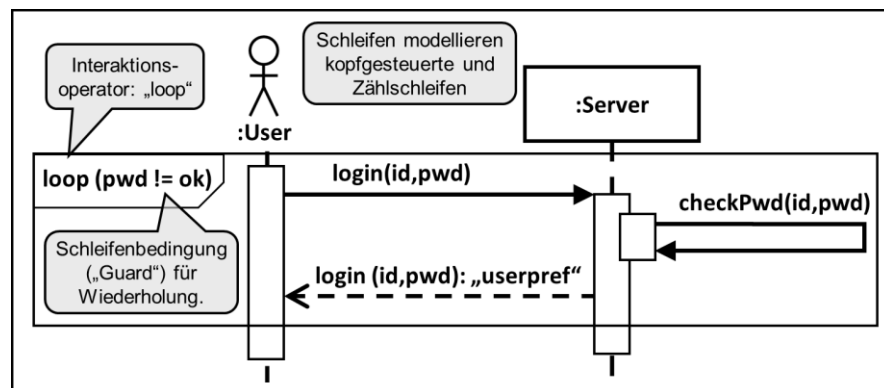 Interaktions-
operator: „loop“
Schleifen modellieren
kopfgesteuerte und
Zählschleifen
:User
:Server
loop (pwd != ok)
login(id,pwd)
checkPwd(id,pwd)
Schleifenbedingung
(„Guard“) für
Wiederholung.
login (id,pwd): „userpref“